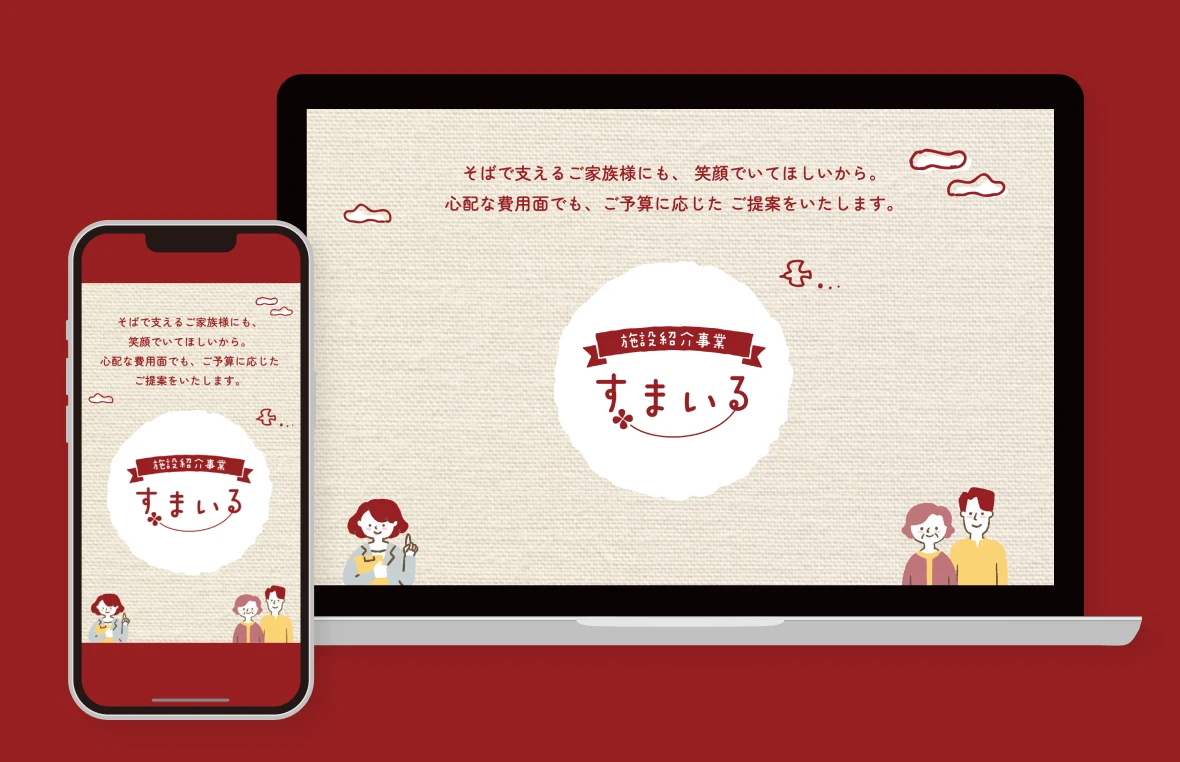 そばで支えるご家族様にも、 笑顔でいてほしいから。
心配な費用面でも、ご予算に応じた ご提案をいたします。
施設紹介事業
すまいる
そばで支えるご家族様にも、
笑顔でいてほしいから。
心配な費用面でも、ご予算に応じた
ご提案をいたします。
施設紹介事業
すまいる